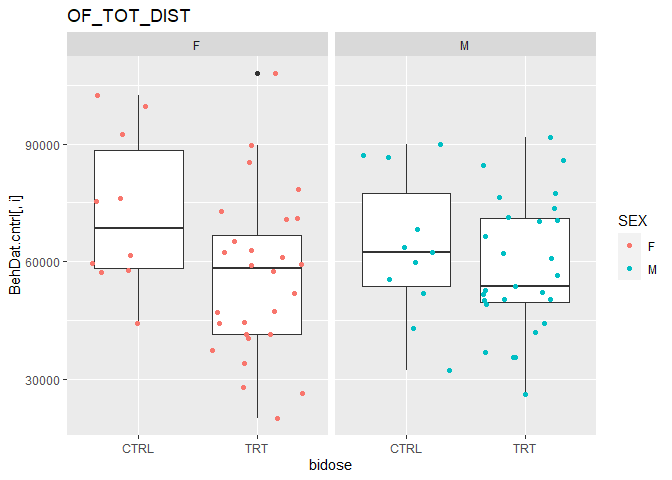 OF_TOT_DIST
F
M
BehDat.cntrl[, i]
90000
60000
30000
CTRL
TRT
CTRL
TRT
bidose
SEX
F
M